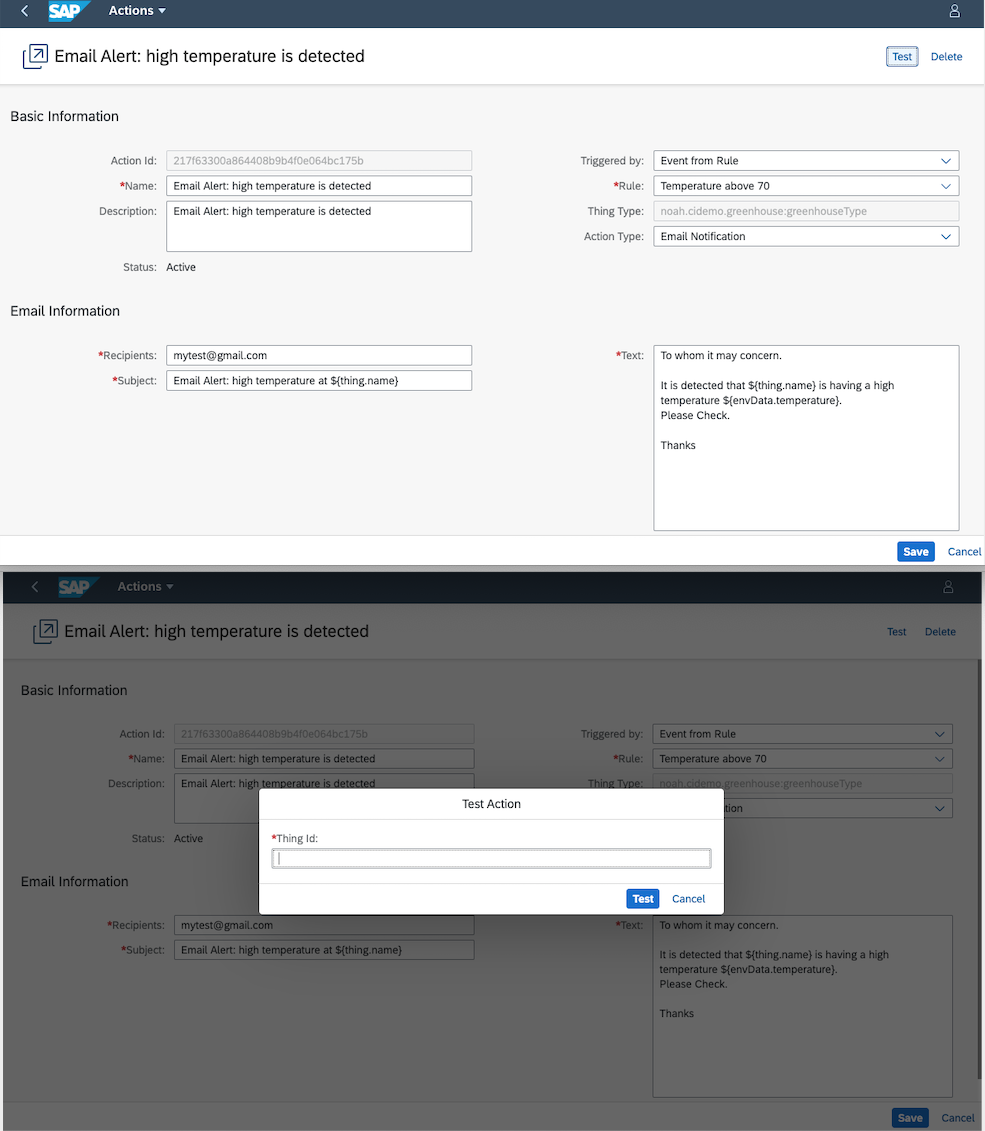 SAP Actions
Email Alert: high temperature is detected
Test Delete
Basic Information
Action Id: 217f63300a864408b9b4f0e064bc175b
*Name: Email Alert: high temperature is detected
Description: Email Alert: high temperature is detected
Status: Active
Triggered by: Event from Rule
*Rule: Temperature above 70
Thing Type: noah.cidemo.greenhouse:greenhouseType
Action Type: Email Notification
Email Information
*Recipients: mytest@gmail.com
*Subject: Email Alert: high temperature at ${thing.name}
*Text: To whom it may concern.
It is detected that ${thing.name} is having a high
temperature ${envData.temperature}.
Please Check.
Thanks
Save Cancel
SAP Actions
Email Alert: high temperature is detected
Test Delete
Basic Information
Action Id: 217f63300a864408b9b4f0e064bc175b
*Name: Email Alert: high temperature is detected
Description: Email Alert: high temperature is detected
Status: Active
Triggered by: Event from Rule
*Rule: Temperature above 70
Thing Type: noah.cidemo.greenhouse:greenhouseType
tion
Test Action
*Thing Id:
Test Cancel
Email Information
*Recipients: mytest@gmail.com
*Subject: Email Alert: high temperature at ${thing.name}
*Text: To whom it may concern.
It is detected that ${thing.name} is having a high
temperature ${envData.temperature}.
Please Check.
Thanks
Save Cancel